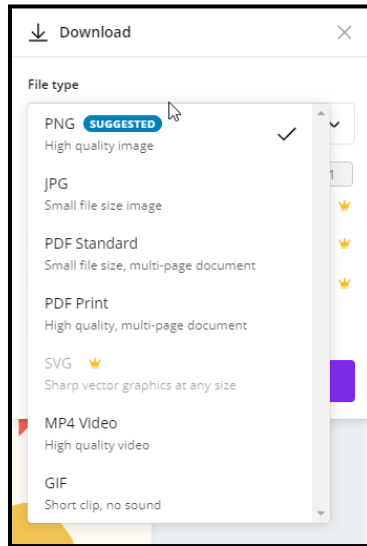 Download
File type
PNG SUGGESTED
High quality image
1
JPG
Small file size image
PDF Standard
Small file size, multi-page document
PDF Print
High quality, multi-page document
SVG
Sharp vector graphics at any size
MP4 Video
High quality video
GIF
Short clip, no sound